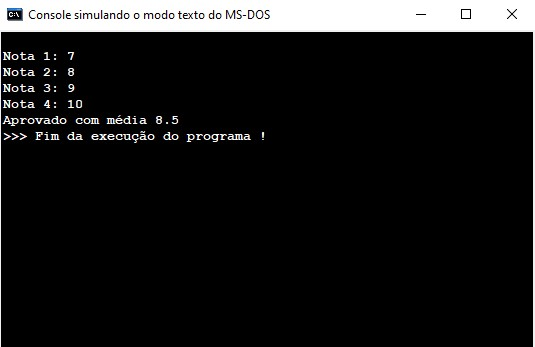 Console simulando o modo texto do MS-DOS
Nota 1: 7
Nota 2: 8
Nota 3: 9
Nota 4: 10
Aprovado com média 8.5
>>> Fim da execução do programa !